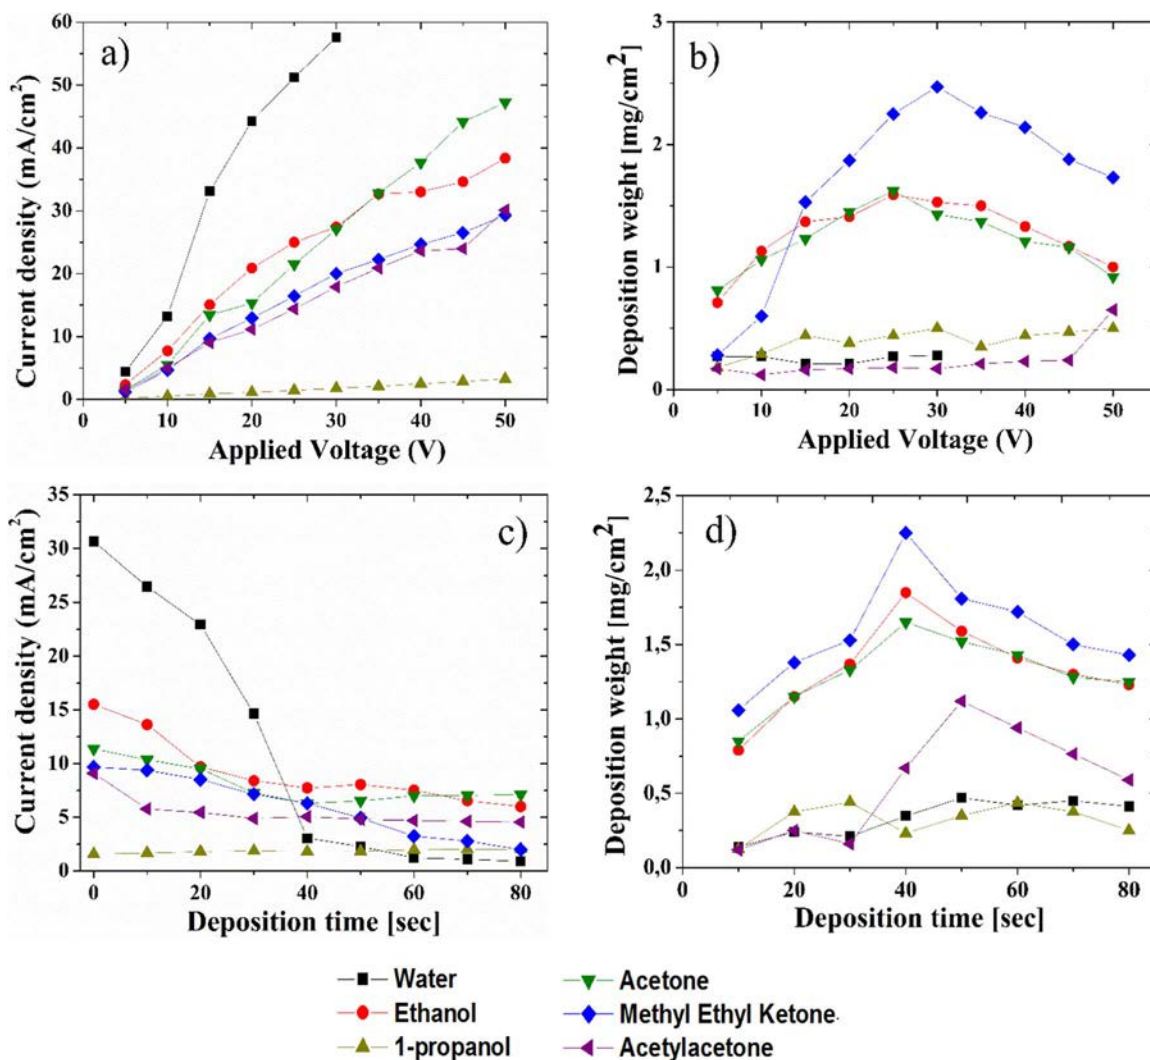 a)
Current density (mA/cm²)
60
50
40
30
20
10
0
0 10 20 30 40 50
Applied Voltage (V)
b)
Deposition weight [mg/cm²]
3
2
1
0
0 10 20 30 40 50
Applied Voltage (V)
c)
Current density (mA/cm²)
35
30
25
20
15
10
5
0
0 20 40 60 80
Deposition time [sec]
d)
Deposition weight [mg/cm²]
2,5
2,0
1,5
1,0
0,5
0,0
0 20 40 60 80
Deposition time [sec]
Water
Ethanol
1-propanol
Acetone
Methyl Ethyl Ketone
Acetylacetone